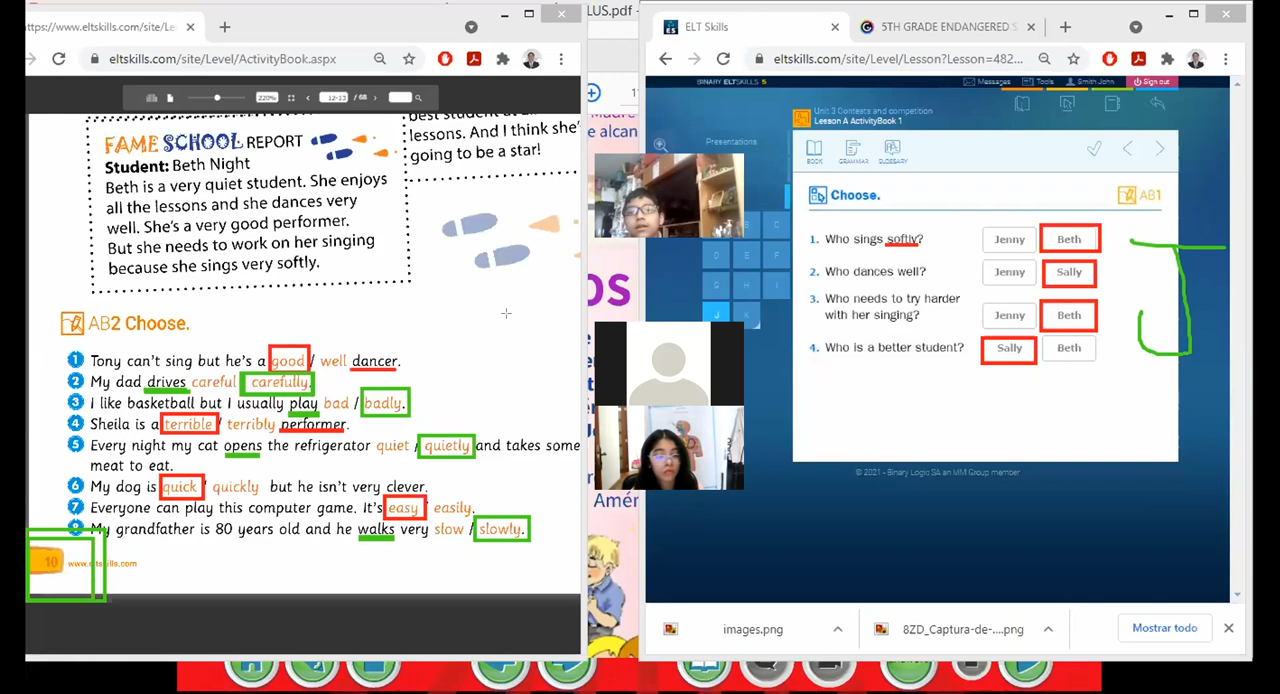 https://www.eltskills.com/site/Le
eltskills.com/site/Level/ActivityBook.aspx
220%
12-13 / 68
best student at
lessons. And I think she'
going to be a star!
FAME SCHOOL REPORT
Student: Beth Night
Beth is a very quiet student. She enjoys
all the lessons and she dances very
well. She's a very good performer.
But she needs to work on her singing
because she sings very softly.
AB2 Choose.
1 Tony can't sing but he's a good / well dancer.
2 My dad drives careful / carefully.
3 I like basketball but I usually play bad / badly.
4 Sheila is a terrible / terribly performer.
5 Every night my cat opens the refrigerator quiet / quietly and takes some
meat to eat.
6 My dog is quick / quickly but he isn't very clever.
7 Everyone can play this computer game. It's easy / easily.
8 My grandfather is 80 years old and he walks very slow / slowly.
10 www.eltskills.com
LUS.pdf
e alcan
os
Amér
ELT Skills
5TH GRADE ENDANGERED S
eltskills.com/site/Level/Lesson?Lesson=482...
BINARY ELTSKILLS 5
Messages Tools Smith John Sign out
Unit 3 Contests and competition
Lesson A ActivityBook 1
Presentations
BOOK GRAMMAR GLOSSARY
Choose. AB1
1. Who sings softly? Jenny Beth
2. Who dances well? Jenny Sally
3. Who needs to try harder
with her singing? Jenny Beth
4. Who is a better student? Sally Beth
C
D E F
G H I
J K
© 2021 - Binary Logic SA an MM Group member
images.png
8ZD_Captura-de-....png
Mostrar todo